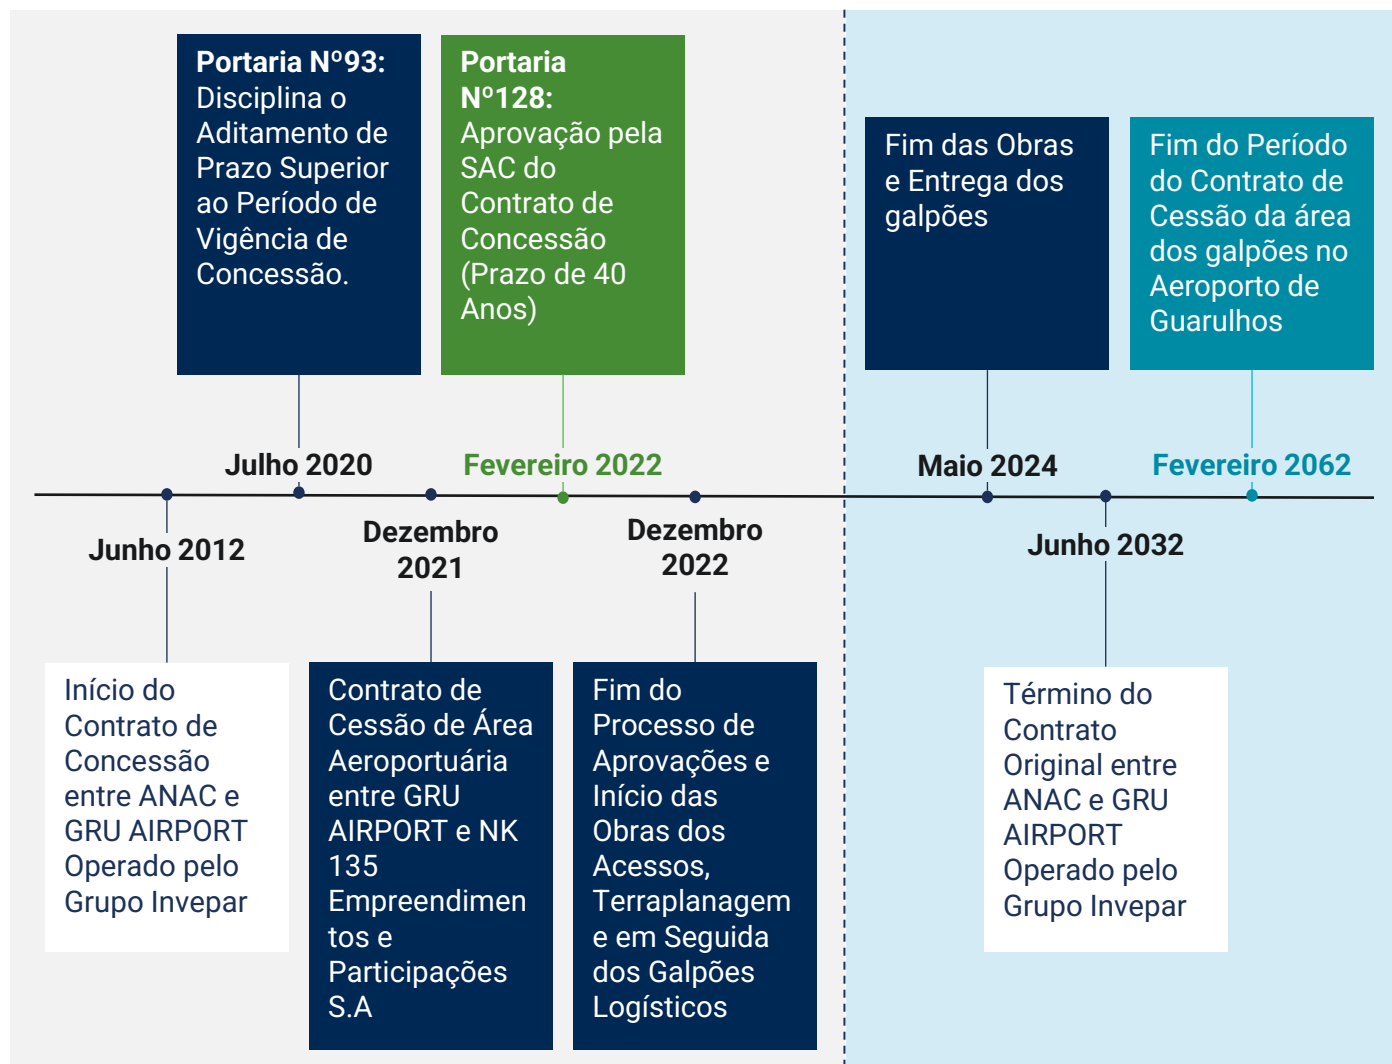 Portaria Nº93:
Disciplina o
Aditamento de
Prazo Superior
ao Período de
Vigência de
Concessão.
Portaria
Nº128:
Aprovação pela
SAC do
Contrato de
Concessão
(Prazo de 40
Anos)
Fim das Obras
e Entrega dos
galpões
Fim do Período
do Contrato de
Cessão da área
dos galpões no
Aeroporto de
Guarulhos
Julho 2020
Fevereiro 2022
Maio 2024
Fevereiro 2062
Junho 2012
Dezembro
2021
Dezembro
2022
Junho 2032
Início do
Contrato de
Concessão
entre ANAC e
GRU AIRPORT
Operado pelo
Grupo Invepar
Contrato de
Cessão de Área
Aeroportuária
entre GRU
AIRPORT e NK
135
Empreendimen
tos e
Participações
S.A
Fim do
Processo de
Aprovações e
Início das
Obras dos
Acessos,
Terraplanagem
e em Seguida
dos Galpões
Logísticos
Término do
Contrato
Original entre
ANAC e GRU
AIRPORT
Operado pelo
Grupo Invepar